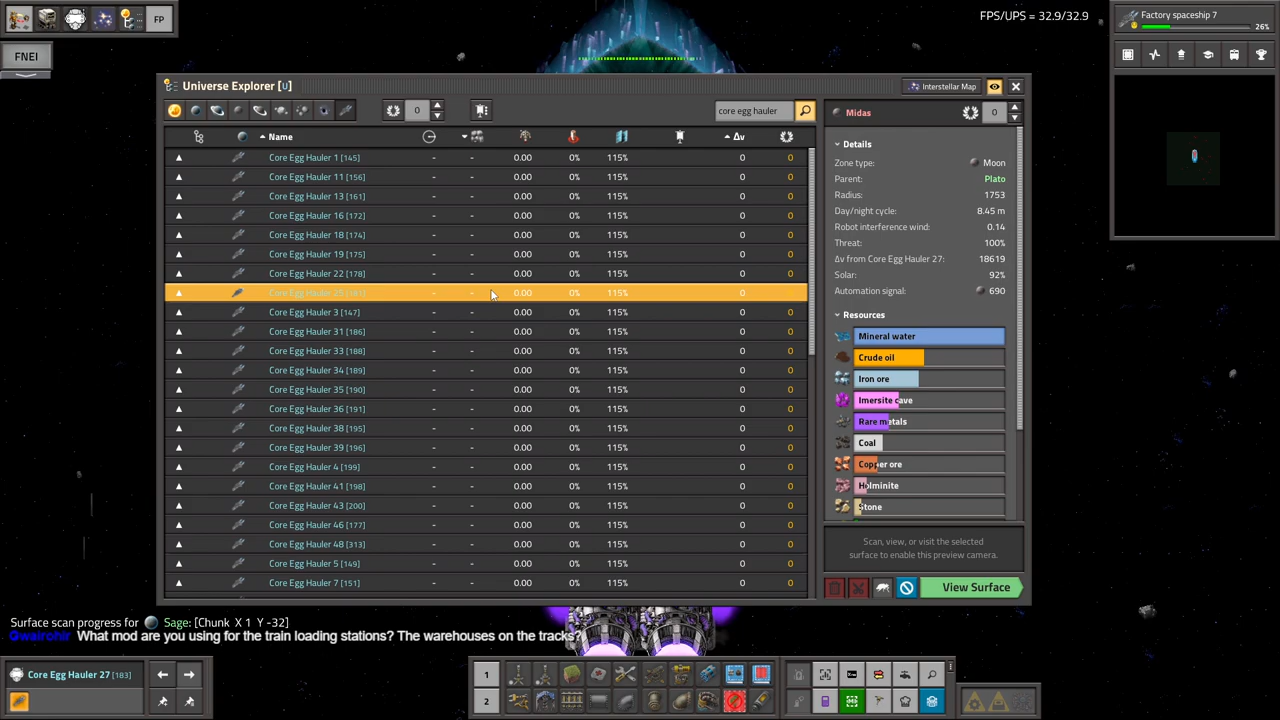 FP
FPS/UPS = 32.9/32.9
Factory spaceship 7
26%
FNEI
Universe Explorer [U]
Interstellar Map
0
core egg hauler
Midas
0
Name
Δv
Core Egg Hauler 1 [145] - - 0.00 0% 115% 0 0
Core Egg Hauler 11 [156] - - 0.00 0% 115% 0 0
Core Egg Hauler 13 [161] - - 0.00 0% 115% 0 0
Core Egg Hauler 16 [172] - - 0.00 0% 115% 0 0
Core Egg Hauler 18 [174] - - 0.00 0% 115% 0 0
Core Egg Hauler 19 [175] - - 0.00 0% 115% 0 0
Core Egg Hauler 22 [178] - - 0.00 0% 115% 0 0
Core Egg Hauler 25 [181] - - 0.00 0% 115% 0 0
Core Egg Hauler 3 [147] - - 0.00 0% 115% 0 0
Core Egg Hauler 31 [186] - - 0.00 0% 115% 0 0
Core Egg Hauler 33 [188] - - 0.00 0% 115% 0 0
Core Egg Hauler 34 [189] - - 0.00 0% 115% 0 0
Core Egg Hauler 35 [190] - - 0.00 0% 115% 0 0
Core Egg Hauler 36 [191] - - 0.00 0% 115% 0 0
Core Egg Hauler 38 [195] - - 0.00 0% 115% 0 0
Core Egg Hauler 39 [196] - - 0.00 0% 115% 0 0
Core Egg Hauler 4 [199] - - 0.00 0% 115% 0 0
Core Egg Hauler 41 [198] - - 0.00 0% 115% 0 0
Core Egg Hauler 43 [200] - - 0.00 0% 115% 0 0
Core Egg Hauler 46 [177] - - 0.00 0% 115% 0 0
Core Egg Hauler 48 [313] - - 0.00 0% 115% 0 0
Core Egg Hauler 5 [149] - - 0.00 0% 115% 0 0
Core Egg Hauler 7 [151] - - 0.00 0% 115% 0 0
Details
Zone type: Moon
Parent: Plato
Radius: 1753
Day/night cycle: 8.45 m
Robot interference wind: 0.14
Threat: 100%
Δv from Core Egg Hauler 27: 18619
Solar: 92%
Automation signal: 690
Resources
Mineral water
Crude oil
Iron ore
Imersite cave
Rare metals
Coal
Copper ore
Holminite
Stone
Scan, view, or visit the selected
surface to enable this preview camera.
View Surface
Surface scan progress for Sage: [Chunk X 1 Y -32]
Gwairohir What mod are you using for the train loading stations? The warehouses on the tracks?
Core Egg Hauler 27 [183]
1
2